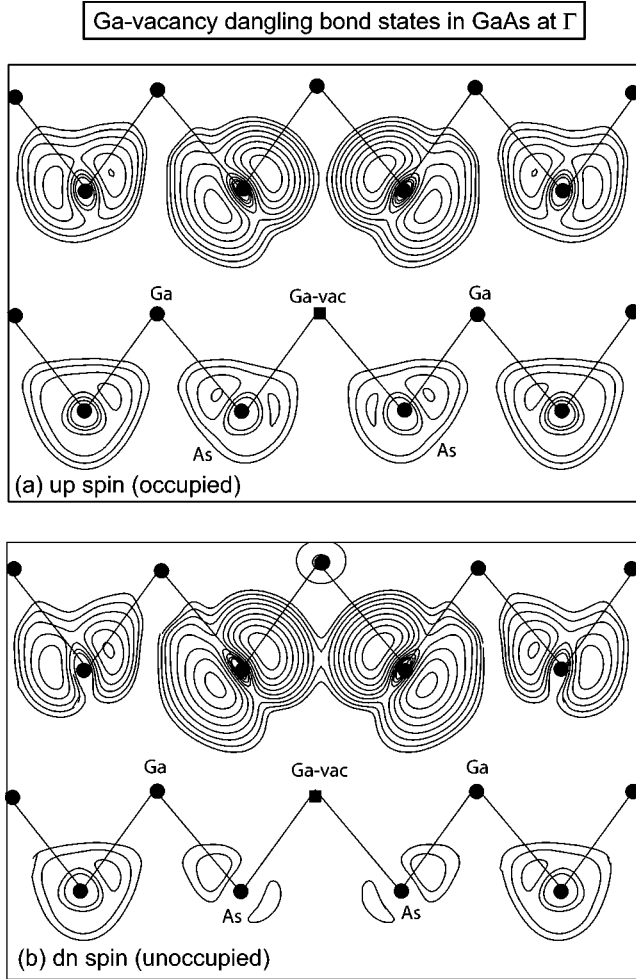 Ga-vacancy dangling bond states in GaAs at Γ
Ga Ga-vac Ga
As As
(a) up spin (occupied)
Ga Ga-vac Ga
As As
(b) dn spin (unoccupied)